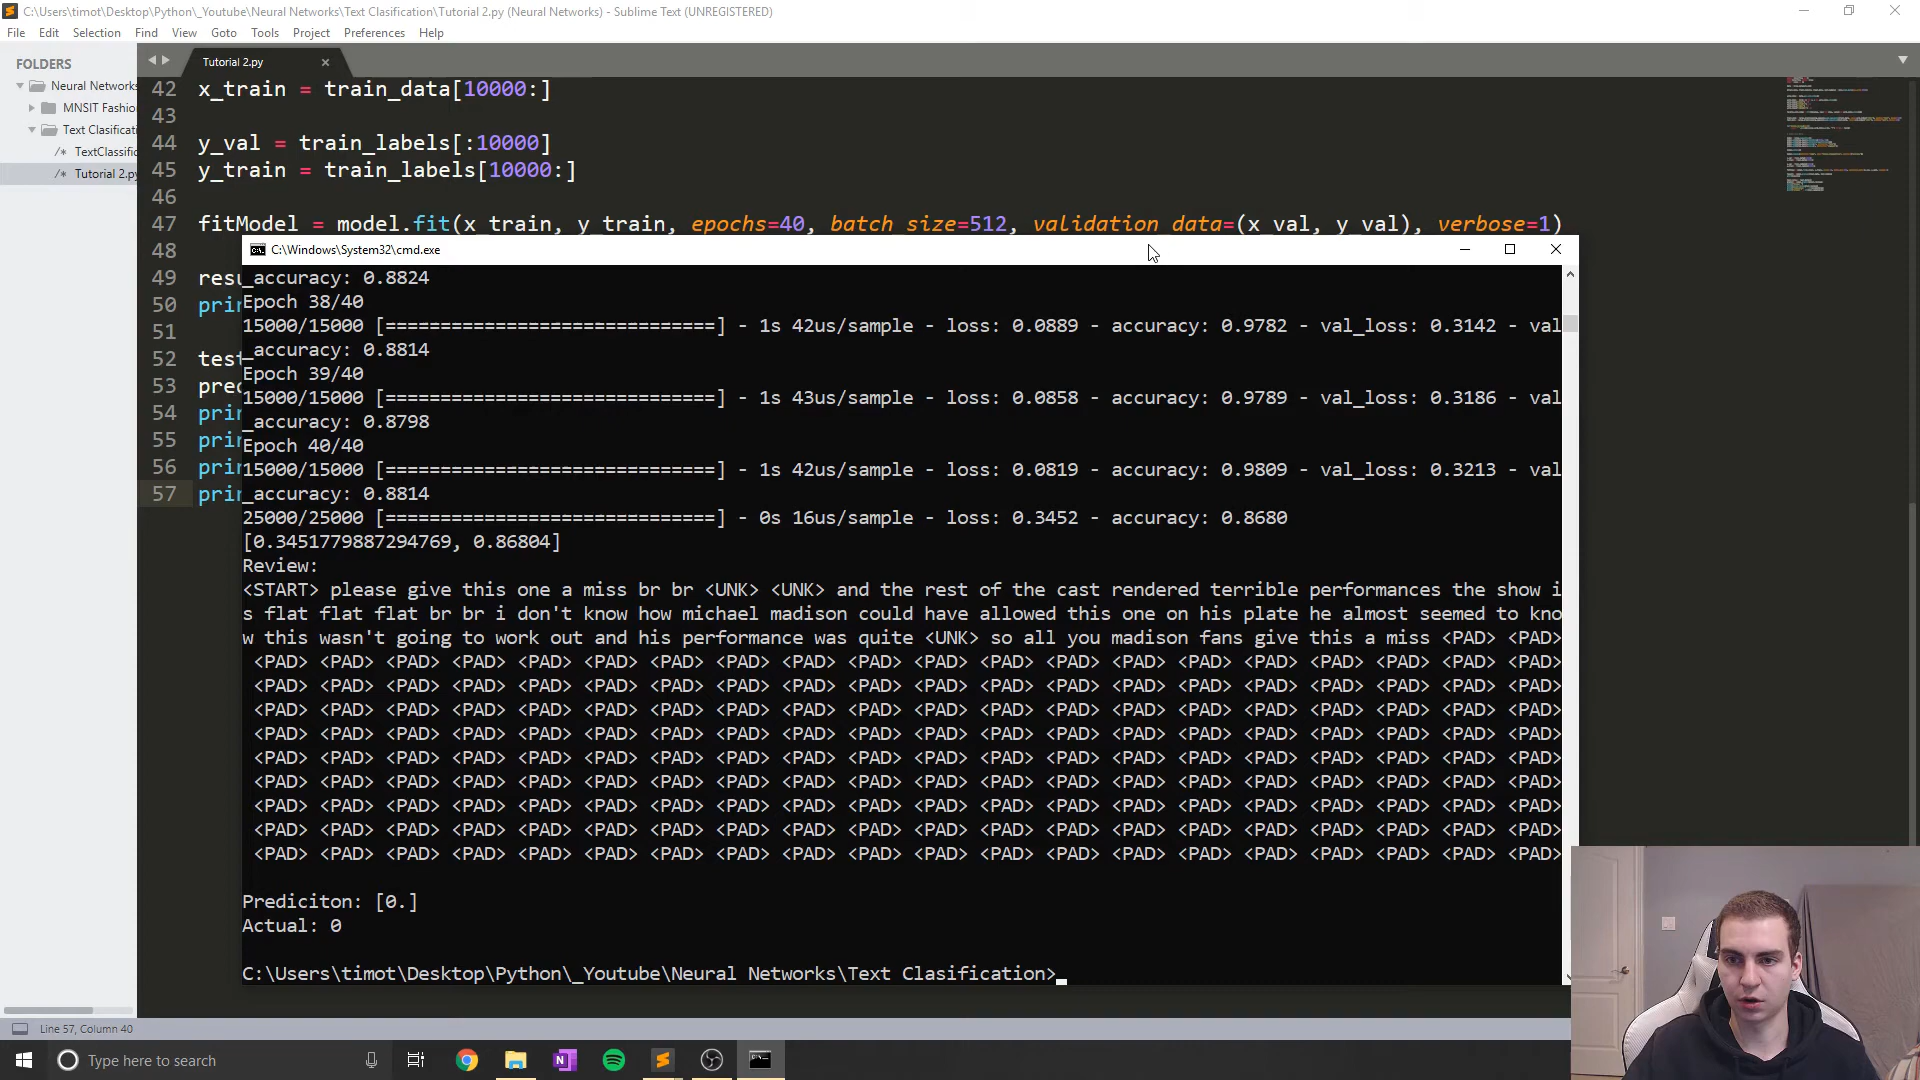 C:\Users\timot\Desktop\Python\_Youtube\Neural Networks\Text Clasification\Tutorial 2.py (Neural Networks) - Sublime Text (UNREGISTERED)
File Edit Selection Find View Goto Tools Project Preferences Help
FOLDERS
Neural Networks
MNSIT Fashio
Text Clasificati
TextClassific
Tutorial 2.py
Tutorial 2.py
42 x_train = train_data[10000:]
43
44 y_val = train_labels[:10000]
45 y_train = train_labels[10000:]
46
47 fitModel = model.fit(x_train, y_train, epochs=40, batch_size=512, validation_data=(x_val, y_val), verbose=1)
48
49 resu
50 prin
51
52 test
53 pred
54 prin
55 prin
56 prin
57 prin
C:\Windows\System32\cmd.exe
_accuracy: 0.8824
Epoch 38/40
15000/15000 [==============================] - 1s 42us/sample - loss: 0.0889 - accuracy: 0.9782 - val_loss: 0.3142 - val
_accuracy: 0.8814
Epoch 39/40
15000/15000 [==============================] - 1s 43us/sample - loss: 0.0858 - accuracy: 0.9789 - val_loss: 0.3186 - val
_accuracy: 0.8798
Epoch 40/40
15000/15000 [==============================] - 1s 42us/sample - loss: 0.0819 - accuracy: 0.9809 - val_loss: 0.3213 - val
_accuracy: 0.8814
25000/25000 [==============================] - 0s 16us/sample - loss: 0.3452 - accuracy: 0.8680
[0.3451779887294769, 0.86804]
Review:
<START> please give this one a miss br br <UNK> <UNK> and the rest of the cast rendered terrible performances the show i
s flat flat flat br br i don't know how michael madison could have allowed this one on his plate he almost seemed to kno
w this wasn't going to work out and his performance was quite <UNK> so all you madison fans give this a miss <PAD> <PAD>
<PAD> <PAD> <PAD> <PAD> <PAD> <PAD> <PAD> <PAD> <PAD> <PAD> <PAD> <PAD> <PAD> <PAD> <PAD> <PAD> <PAD> <PAD> <PAD> <PAD>
<PAD> <PAD> <PAD> <PAD> <PAD> <PAD> <PAD> <PAD> <PAD> <PAD> <PAD> <PAD> <PAD> <PAD> <PAD> <PAD> <PAD> <PAD> <PAD> <PAD>
<PAD> <PAD> <PAD> <PAD> <PAD> <PAD> <PAD> <PAD> <PAD> <PAD> <PAD> <PAD> <PAD> <PAD> <PAD> <PAD> <PAD> <PAD> <PAD> <PAD>
<PAD> <PAD> <PAD> <PAD> <PAD> <PAD> <PAD> <PAD> <PAD> <PAD> <PAD> <PAD> <PAD> <PAD> <PAD> <PAD> <PAD> <PAD> <PAD> <PAD>
<PAD> <PAD> <PAD> <PAD> <PAD> <PAD> <PAD> <PAD> <PAD> <PAD> <PAD> <PAD> <PAD> <PAD> <PAD> <PAD> <PAD> <PAD> <PAD> <PAD>
<PAD> <PAD> <PAD> <PAD> <PAD> <PAD> <PAD> <PAD> <PAD> <PAD> <PAD> <PAD> <PAD> <PAD> <PAD> <PAD> <PAD> <PAD> <PAD> <PAD>
<PAD> <PAD> <PAD> <PAD> <PAD> <PAD> <PAD> <PAD> <PAD> <PAD> <PAD> <PAD> <PAD> <PAD> <PAD> <PAD> <PAD> <PAD> <PAD> <PAD>
<PAD> <PAD> <PAD> <PAD> <PAD> <PAD> <PAD> <PAD> <PAD> <PAD> <PAD> <PAD> <PAD> <PAD> <PAD> <PAD> <PAD> <PAD> <PAD> <PAD>
<PAD> <PAD> <PAD> <PAD> <PAD> <PAD> <PAD> <PAD> <PAD> <PAD> <PAD> <PAD> <PAD> <PAD> <PAD> <PAD> <PAD> <PAD> <PAD> <PAD>
Prediciton: [0.]
Actual: 0
C:\Users\timot\Desktop\Python\_Youtube\Neural Networks\Text Clasification>
Line 57, Column 40
Type here to search